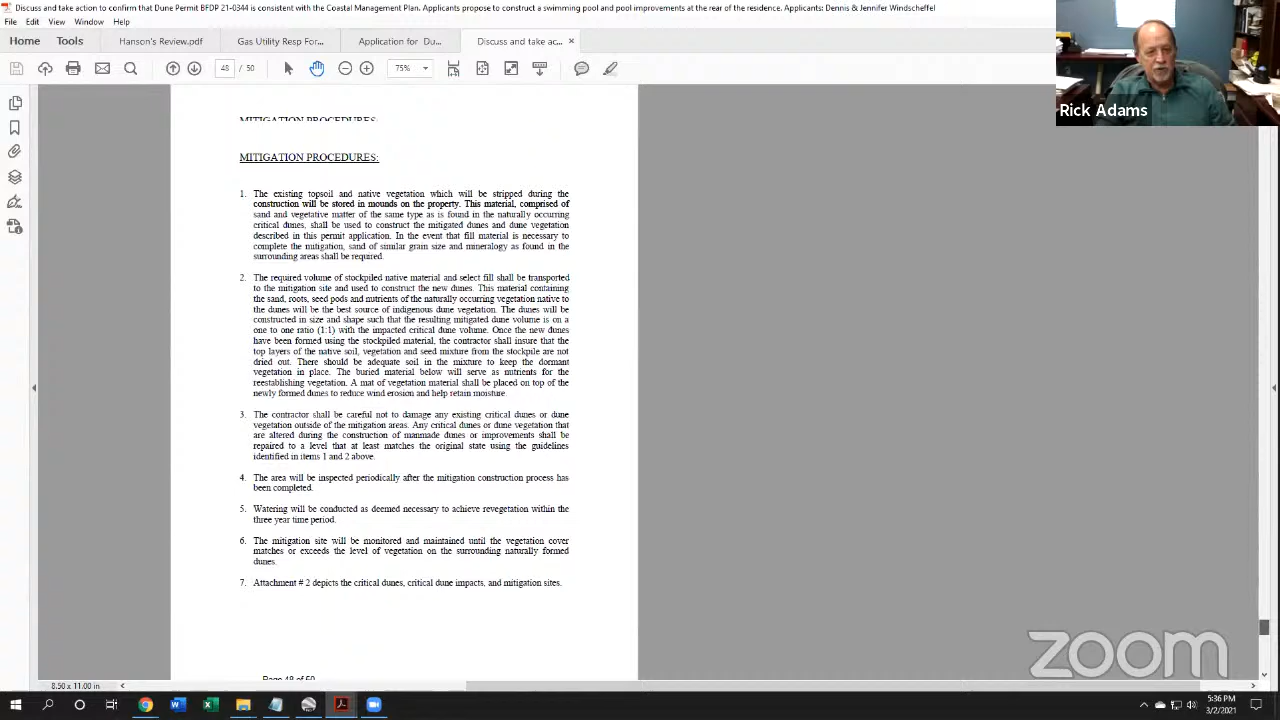 Discuss and take action to confirm that Dune Permit BFDP 21-0344 is consistent with the Coastal Management Plan. Applicants propose to construct a swimming pool and pool improvements at the rear of the residence. Applicants: Dennis & Jennifer Windscheffel
File Edit View Window Help
Home Tools Hanson's Review.pdf Gas Utility Resp For... Application for Du... Discuss and take ac... ×
48 / 50 75%
Rick Adams
MITIGATION PROCEDURES:
MITIGATION PROCEDURES:
1. The existing topsoil and native vegetation which will be stripped during the
construction will be stored in mounds on the property. This material, comprised of
sand and vegetative matter of the same type as is found in the naturally occurring
critical dunes, shall be used to construct the mitigated dunes and dune vegetation
described in this permit application. In the event that fill material is necessary to
complete the mitigation, sand of similar grain size and mineralogy as found in the
surrounding areas shall be required.
2. The required volume of stockpiled native material and select fill shall be transported
to the mitigation site and used to construct the new dunes. This material containing
the sand, roots, seed pods and nutrients of the naturally occurring vegetation native to
the dunes will be the best source of indigenous dune vegetation. The dunes will be
constructed in size and shape such that the resulting mitigated dune volume is on a
one to one ratio (1:1) with the impacted critical dune volume. Once the new dunes
have been formed using the stockpiled material, the contractor shall insure that the
top layers of the native soil, vegetation and seed mixture from the stockpile are not
dried out. There should be adequate soil in the mixture to keep the dormant
vegetation in place. The buried material below will serve as nutrients for the
reestablishing vegetation. A mat of vegetation material shall be placed on top of the
newly formed dunes to reduce wind erosion and help retain moisture.
3. The contractor shall be careful not to damage any existing critical dunes or dune
vegetation outside of the mitigation areas. Any critical dunes or dune vegetation that
are altered during the construction of manmade dunes or improvements shall be
repaired to a level that at least matches the original state using the guidelines
identified in items 1 and 2 above.
4. The area will be inspected periodically after the mitigation construction process has
been completed.
5. Watering will be conducted as deemed necessary to achieve revegetation within the
three year time period.
6. The mitigation site will be monitored and maintained until the vegetation cover
matches or exceeds the level of vegetation on the surrounding naturally formed
dunes.
7. Attachment # 2 depicts the critical dunes, critical dune impacts, and mitigation sites.
Page 48 of 50
zoom
8.50 x 11.00 in
5:36 PM
3/2/2021